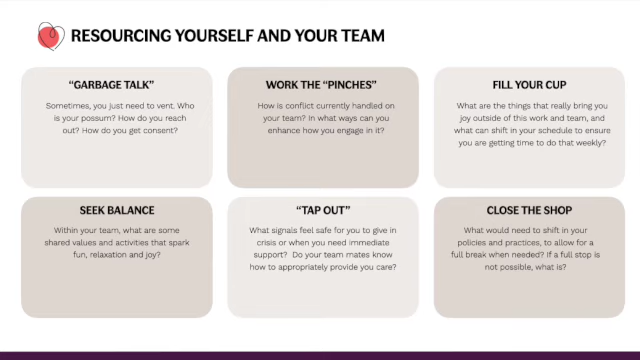 RESOURCING YOURSELF AND YOUR TEAM
“GARBAGE TALK”
Sometimes, you just need to vent. Who
is your possum? How do you reach
out? How do you get consent?
WORK THE “PINCHES”
How is conflict currently handled on
your team? In what ways can you
enhance how you engage in it?
FILL YOUR CUP
What are the things that really bring you
joy outside of this work and team, and
what can shift in your schedule to ensure
you are getting time to do that weekly?
SEEK BALANCE
Within your team, what are some
shared values and activities that spark
fun, relaxation and joy?
“TAP OUT”
What signals feel safe for you to give in
crisis or when you need immediate
support? Do your team mates know
how to appropriately provide you care?
CLOSE THE SHOP
What would need to shift in your
policies and practices, to allow for a
full break when needed? If a full stop is
not possible, what is?